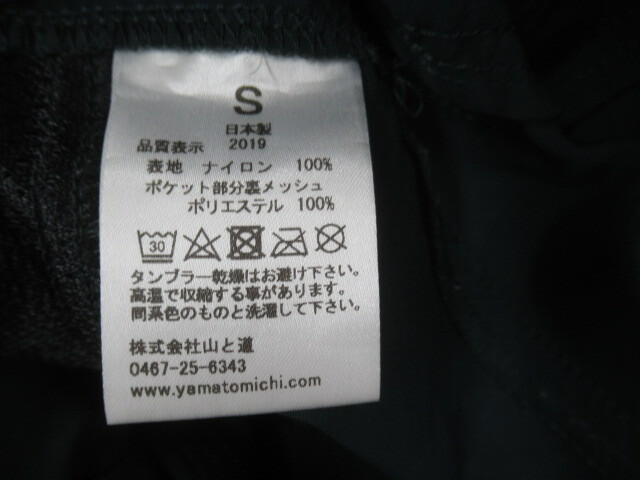 S
日本製
品質表示 2019
表地 ナイロン 100%
ポケット部分裏メッシュ
ポリエステル 100%
30
タンブラー乾燥はお避け下さい。
高温で収縮する事があります。
同系色のものと洗濯して下さい。
株式会社山と道
0467-25-6343
www.yamatomichi.com